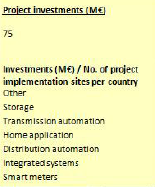 Project investments (M€)
75
Investments (M€) / No. of project
implementation sites per country
Other
Storage
Transmission automation
Home application
Distribution automation
Integrated systems
Smart meters